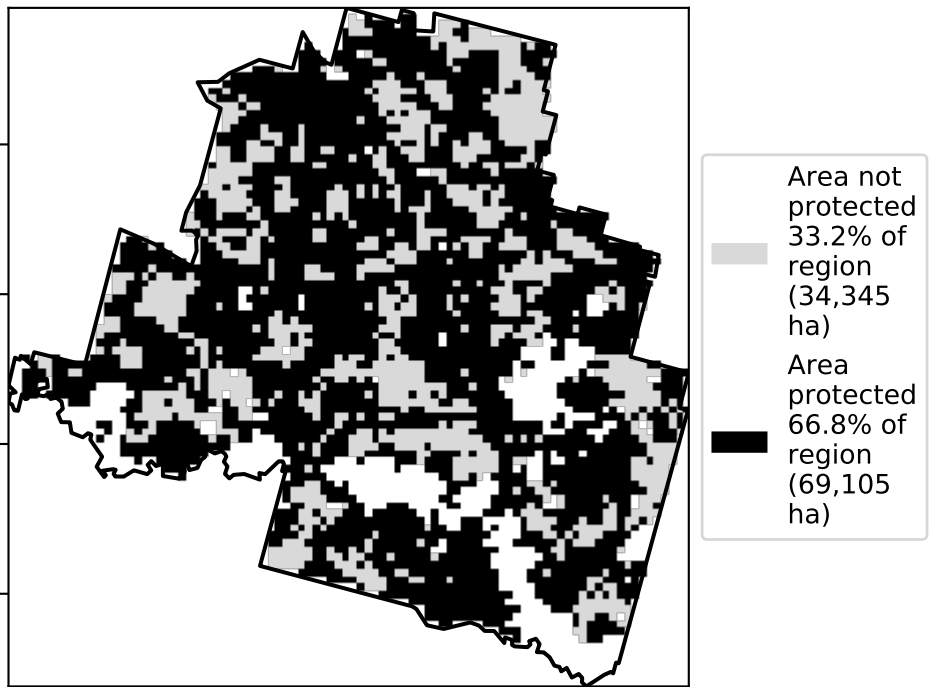 Area not
protected
33.2% of
region
(34,345
ha)
Area
protected
66.8% of
region
(69,105
ha)